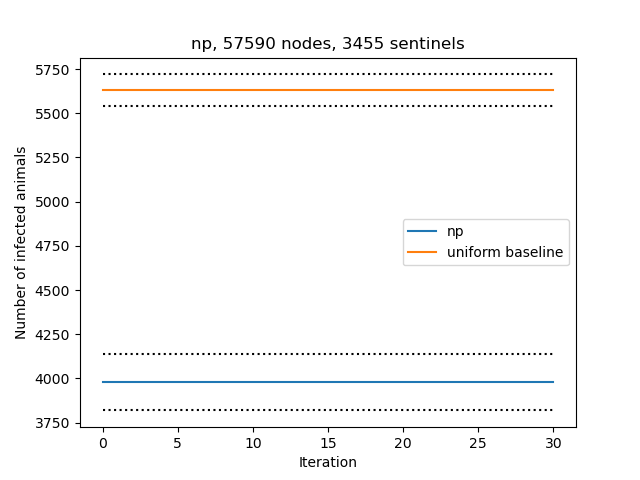 np, 57590 nodes, 3455 sentinels
Number of infected animals
5750
5500
5250
5000
4750
4500
4250
4000
3750
np
uniform baseline
0 5 10 15 20 25 30
Iteration